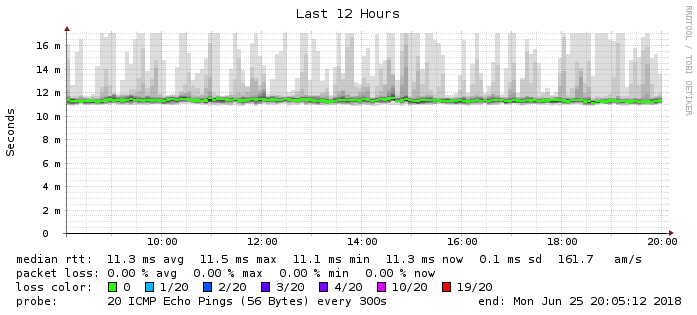 Last 12 Hours
RRDTOOL / TOBI OETIKER
Seconds
16 m
14 m
12 m
10 m
8 m
6 m
4 m
2 m
0
10:00 12:00 14:00 16:00 18:00 20:00
median rtt: 11.3 ms avg 11.5 ms max 11.1 ms min 11.3 ms now 0.1 ms sd 161.7 am/s
packet loss: 0.00 % avg 0.00 % max 0.00 % min 0.00 % now
loss color: 0 1/20 2/20 3/20 4/20 10/20 19/20
probe: 20 ICMP Echo Pings (56 Bytes) every 300s end: Mon Jun 25 20:05:12 2018